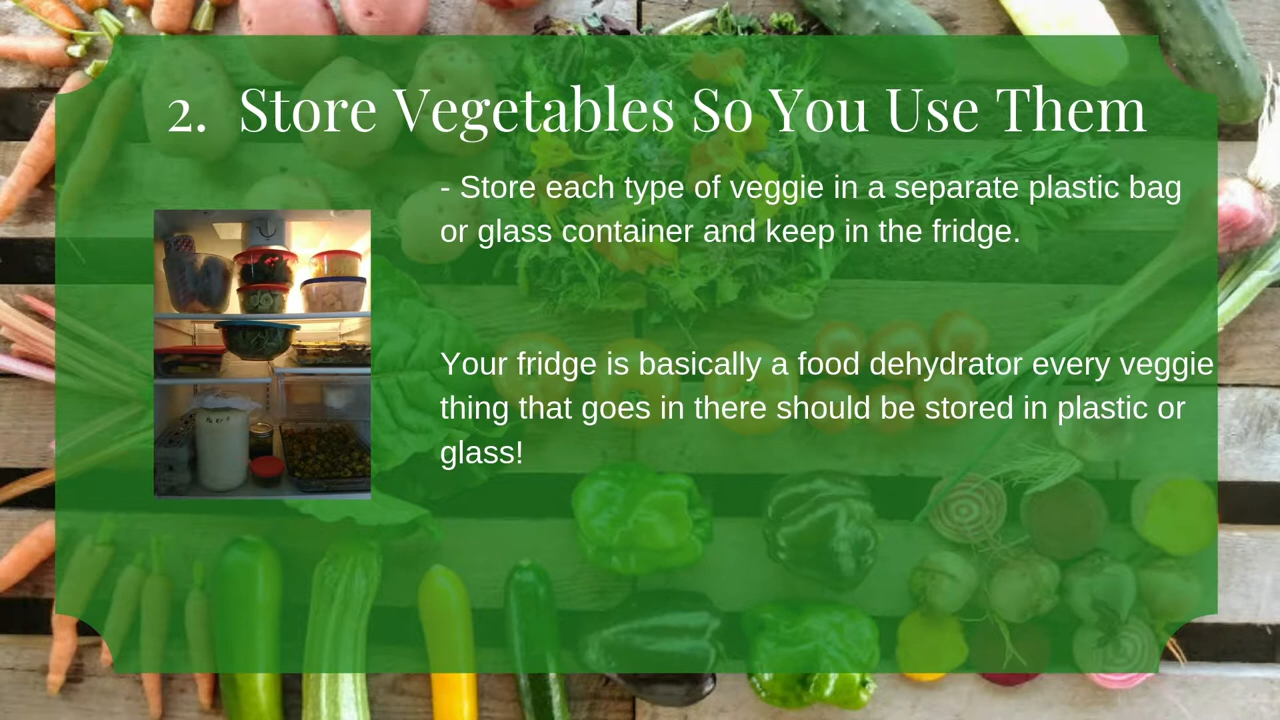 2. Store Vegetables So You Use Them
- Store each type of veggie in a separate plastic bag
or glass container and keep in the fridge.
Your fridge is basically a food dehydrator every veggie
thing that goes in there should be stored in plastic or
glass!